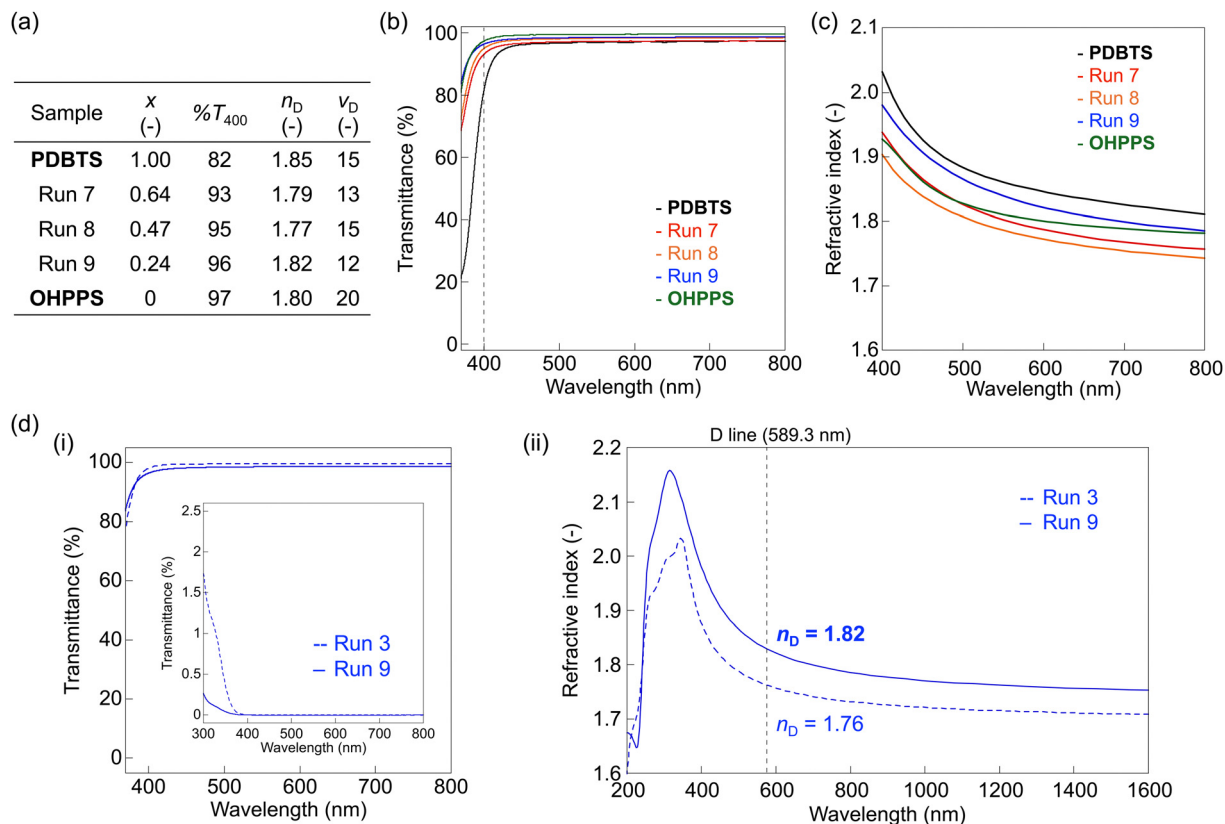 (a)
Sample x (-) %T400 nD (-) vD (-)
PDBTS 1.00 82 1.85 15
Run 7 0.64 93 1.79 13
Run 8 0.47 95 1.77 15
Run 9 0.24 96 1.82 12
OHPPS 0 97 1.80 20
(b)
Transmittance (%)
100
80
60
40
20
0
- PDBTS
- Run 7
- Run 8
- Run 9
- OHPPS
400 500 600 700 800
Wavelength (nm)
(c)
Refractive index (-)
2.1
2.0
1.9
1.8
1.7
1.6
- PDBTS
- Run 7
- Run 8
- Run 9
- OHPPS
400 500 600 700 800
Wavelength (nm)
(d)
(i)
Transmittance (%)
100
80
60
40
20
0
Transmittance (%)
2.5
2
1.5
1
0.5
0
300 400 500 600 700 800
Wavelength (nm)
-- Run 3
– Run 9
400 500 600 700 800
Wavelength (nm)
(ii)
D line (589.3 nm)
Refractive index (-)
2.2
2.1
2.0
1.9
1.8
1.7
1.6
-- Run 3
– Run 9
nD = 1.82
nD = 1.76
200 400 600 800 1000 1200 1400 1600
Wavelength (nm)